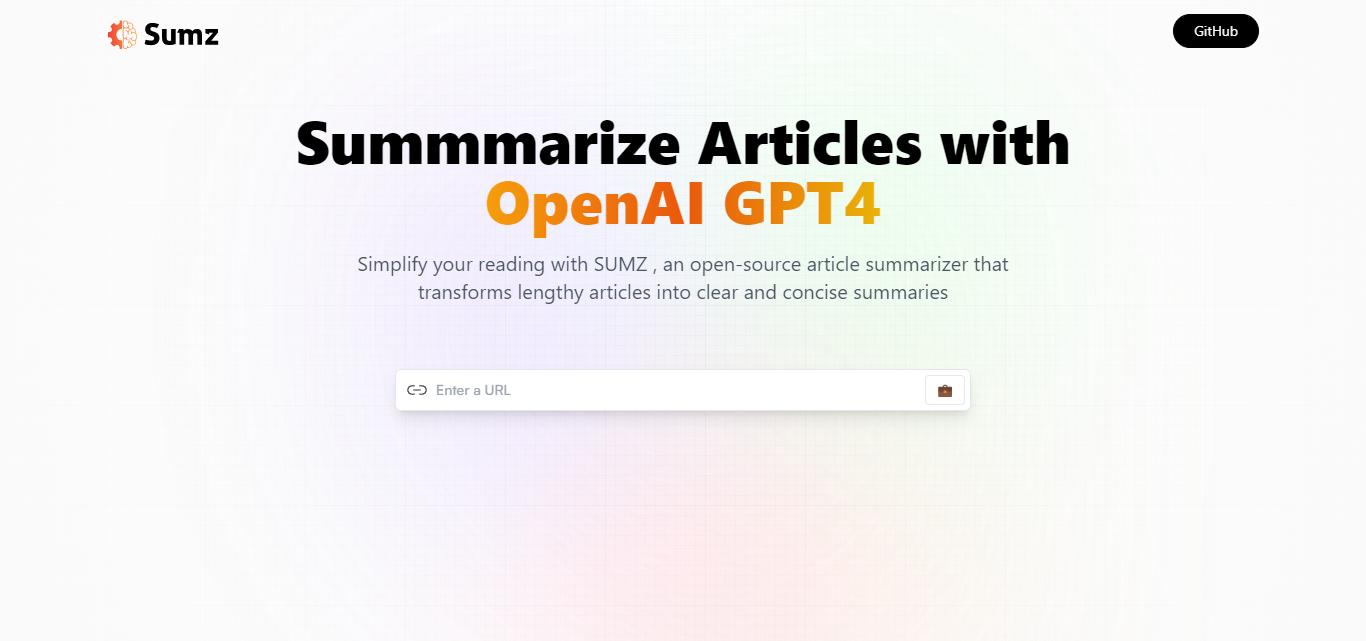 Sumz
GitHub
Summmarize Articles with
OpenAI GPT4
Simplify your reading with SUMZ , an open-source article summarizer that
transforms lengthy articles into clear and concise summaries
Enter a URL